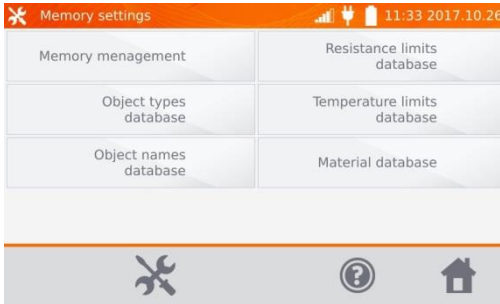 Memory settings
11:33 2017.10.26
Memory menagement
Resistance limits
database
Object types
database
Temperature limits
database
Object names
database
Material database
?